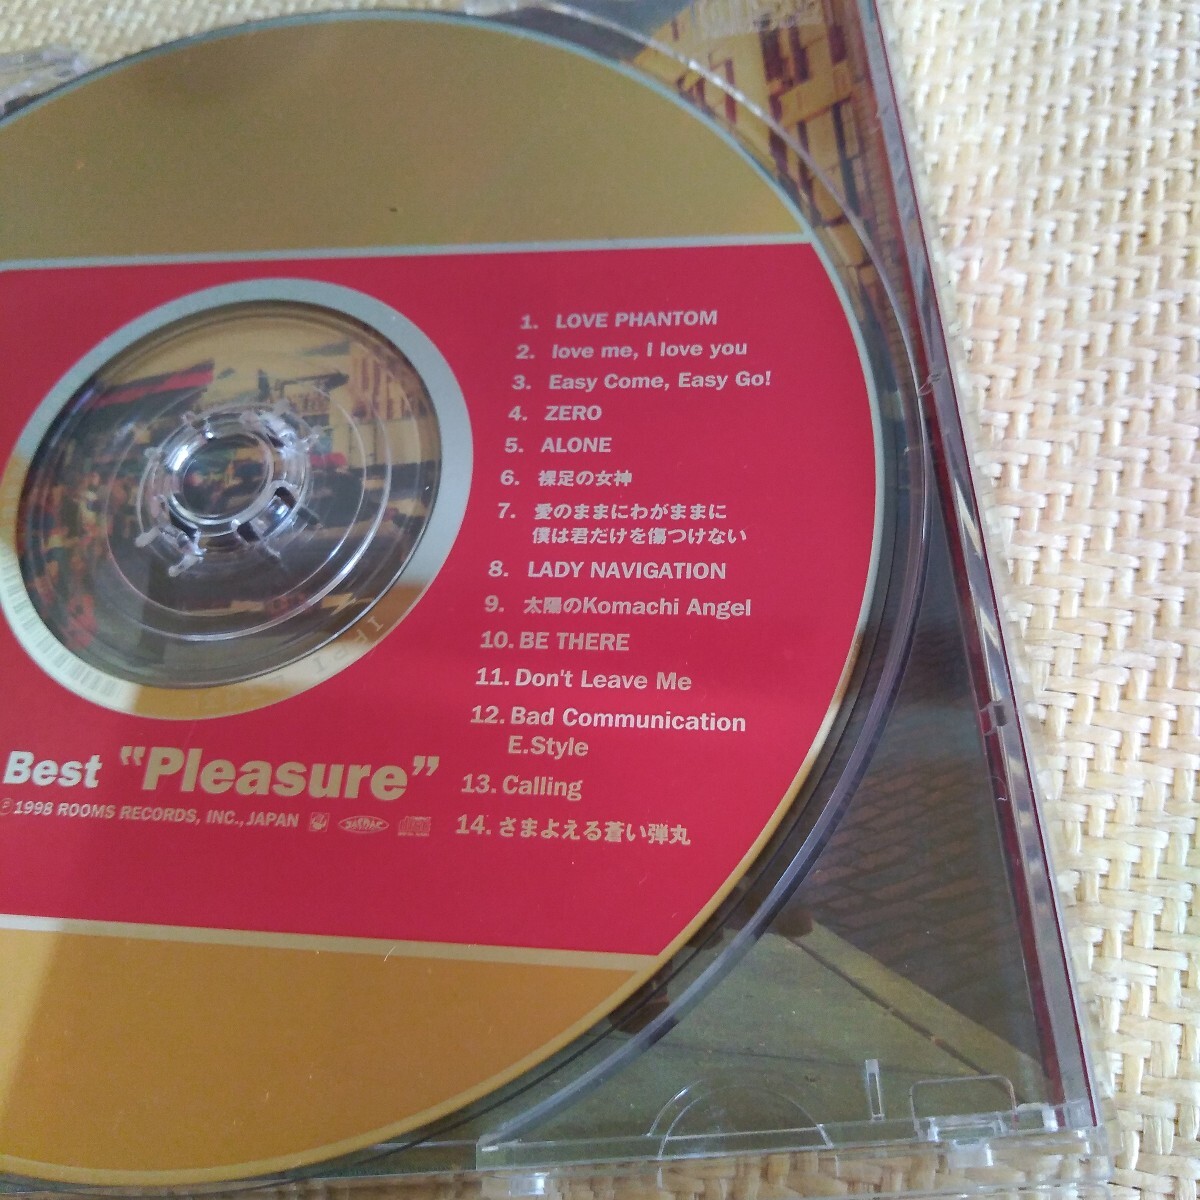 1. LOVE PHANTOM
2. love me, I love you
3. Easy Come, Easy Go!
4. ZERO
5. ALONE
6. 裸足の女神
7. 愛のままにわがままに
僕は君だけを傷つけない
8. LADY NAVIGATION
9. 太陽のKomachi Angel
10. BE THERE
11. Don't Leave Me
12. Bad Communication
E.Style
13. Calling
14. さまよえる蒼い弾丸
Best "Pleasure"
℗1998 ROOMS RECORDS, INC., JAPAN